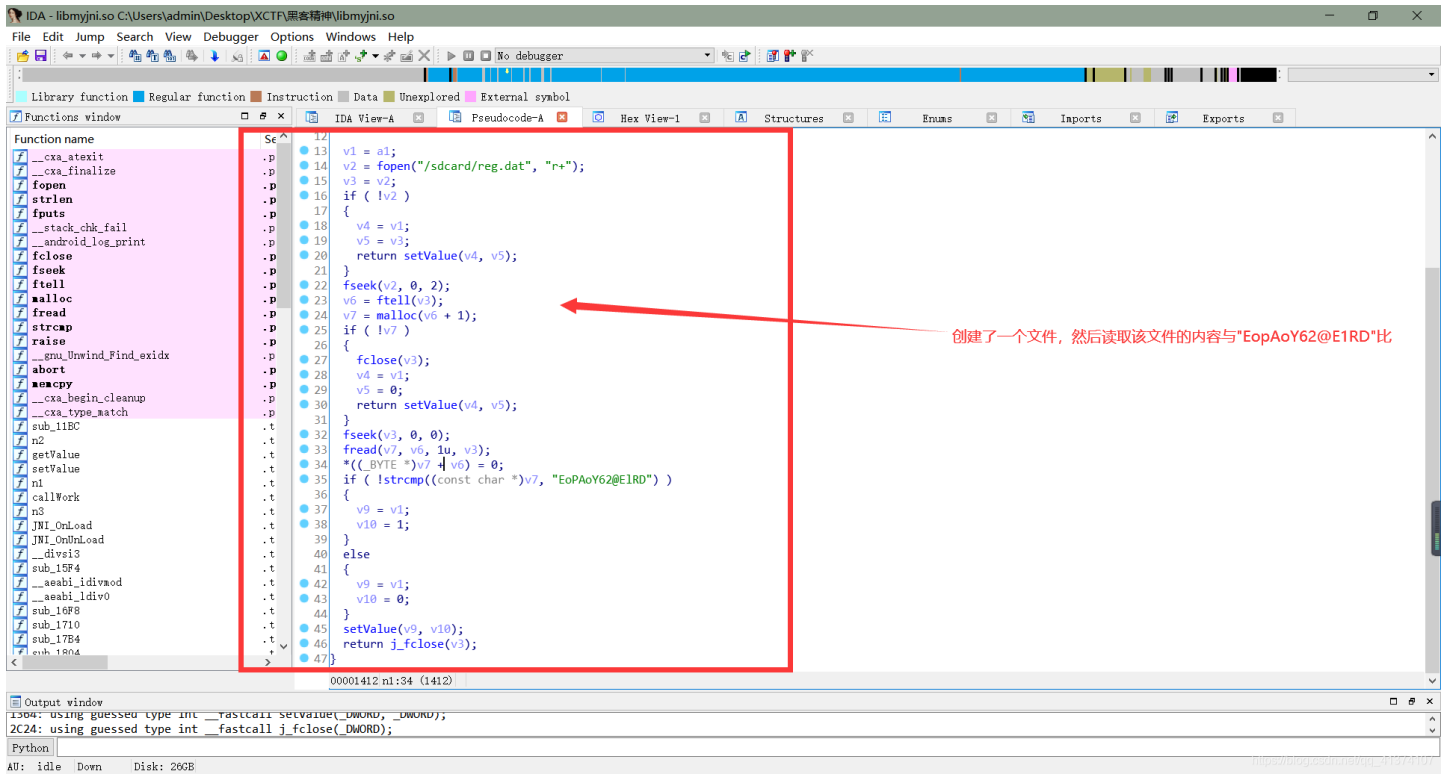 IDA - libmyjni.so C:\Users\admin\Desktop\XCTF\黑客精神\libmyjni.so
File Edit Jump Search View Debugger Options Windows Help
No debugger
Library function Regular function Instruction Data Unexplored External symbol
Functions window
IDA View-A Pseudocode-A Hex View-1 Structures Enums Imports Exports
Function name Se
__cxa_atexit .p
__cxa_finalize .p
fopen .p
strlen .p
fputs .p
__stack_chk_fail .p
__android_log_print .p
fclose .p
fseek .p
ftell .p
malloc .p
fread .p
strcmp .p
raise .p
__gnu_Unwind_Find_exidx .p
abort .p
memcpy .p
__cxa_begin_cleanup .p
__cxa_type_match .p
sub_11BC .t
n2 .t
getValue .t
setValue .t
n1 .t
callWork .t
n3 .t
JNI_OnLoad .t
JNI_OnUnLoad .t
__divsi3 .t
sub_15F4 .t
__aeabi_idivmod .t
__aeabi_ldiv0 .t
sub_16F8 .t
sub_1710 .t
sub_17B4 .t
sub_1804 .t
12
13 v1 = a1;
14 v2 = fopen("/sdcard/reg.dat", "r+");
15 v3 = v2;
16 if ( !v2 )
17 {
18 v4 = v1;
19 v5 = v3;
20 return setValue(v4, v5);
21 }
22 fseek(v2, 0, 2);
23 v6 = ftell(v3);
24 v7 = malloc(v6 + 1);
25 if ( !v7 )
26 {
27 fclose(v3);
28 v4 = v1;
29 v5 = 0;
30 return setValue(v4, v5);
31 }
32 fseek(v3, 0, 0);
33 fread(v7, v6, 1u, v3);
34 *((_BYTE *)v7 + v6) = 0;
35 if ( !strcmp((const char *)v7, "EoPAoY62@ElRD") )
36 {
37 v9 = v1;
38 v10 = 1;
39 }
40 else
41 {
42 v9 = v1;
43 v10 = 0;
44 }
45 setValue(v9, v10);
46 return j_fclose(v3);
47 }
创建了一个文件，然后读取该文件的内容与"EopAoY62@E1RD"比
00001412 n1:34 (1412)
Output window
1364: using guessed type int __fastcall setValue(_DWORD, _DWORD);
2C24: using guessed type int __fastcall j_fclose(_DWORD);
Python
AU: idle Down Disk: 26GB